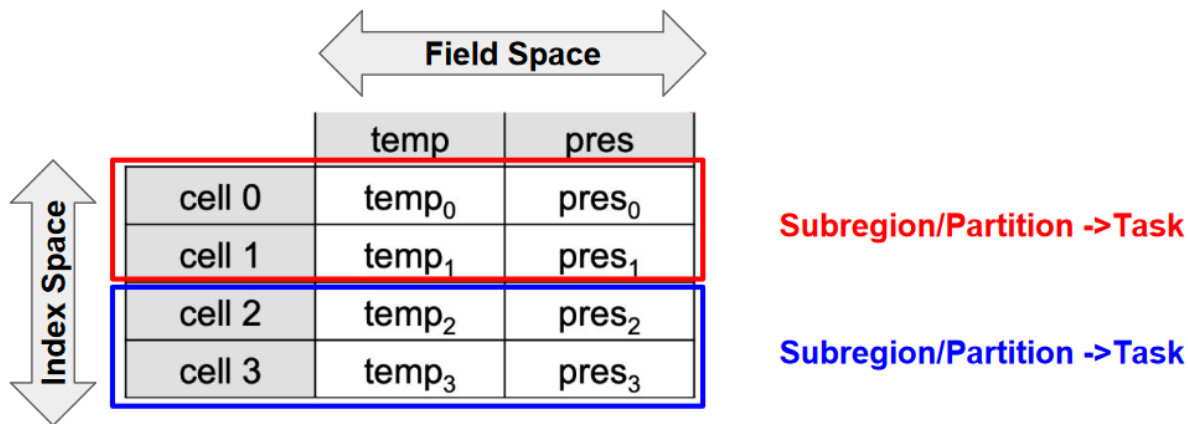 Field Space
temp pres
Index Space
cell 0 temp₀ pres₀
cell 1 temp₁ pres₁
Subregion/Partition ->Task
cell 2 temp₂ pres₂
cell 3 temp₃ pres₃
Subregion/Partition ->Task